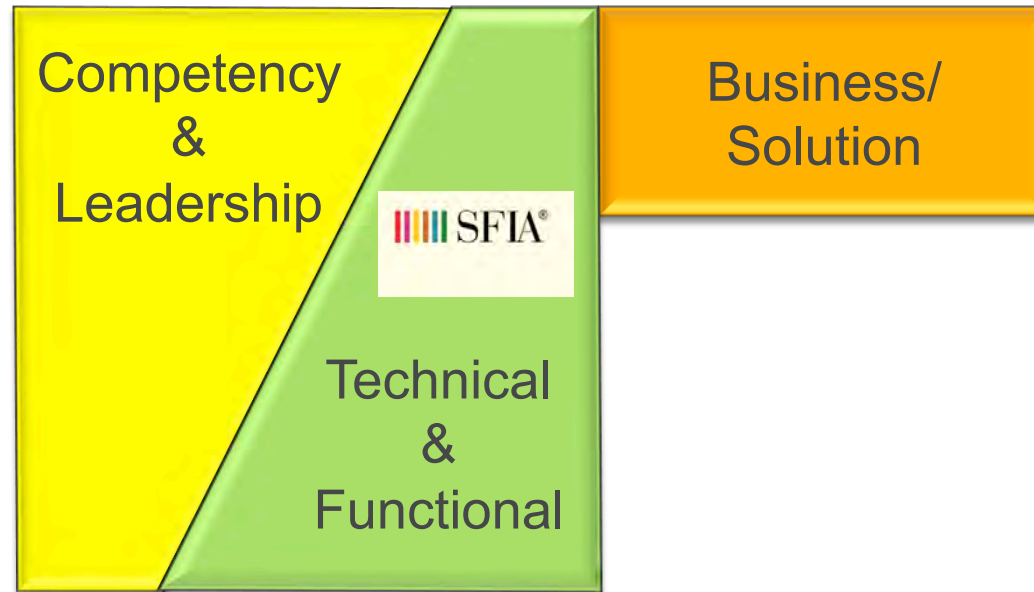 Competency
&
Leadership
Business/
Solution
SFIA®
Technical
&
Functional